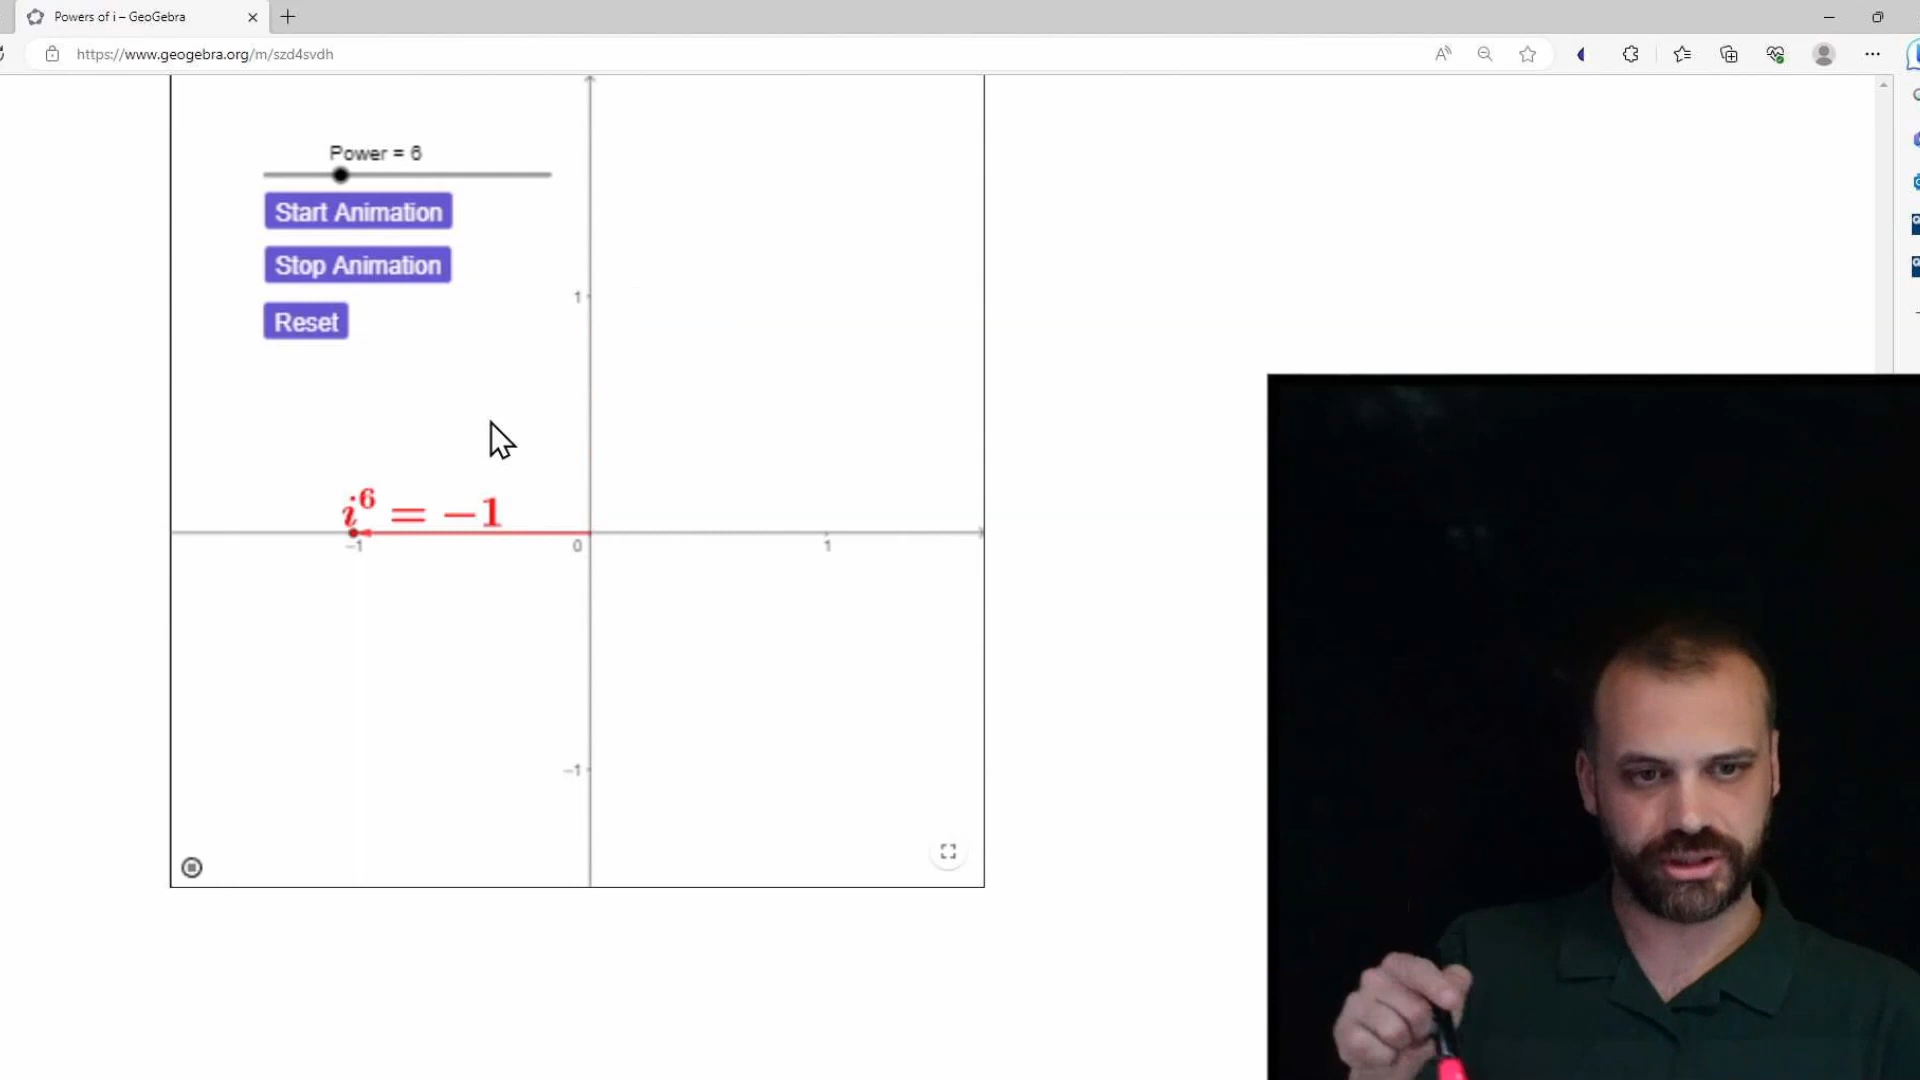 Powers of i – GeoGebra
https://www.geogebra.org/m/szd4svdh
Power = 6
Start Animation
Stop Animation
Reset
1
i⁶ = −1
−1
0
1
−1